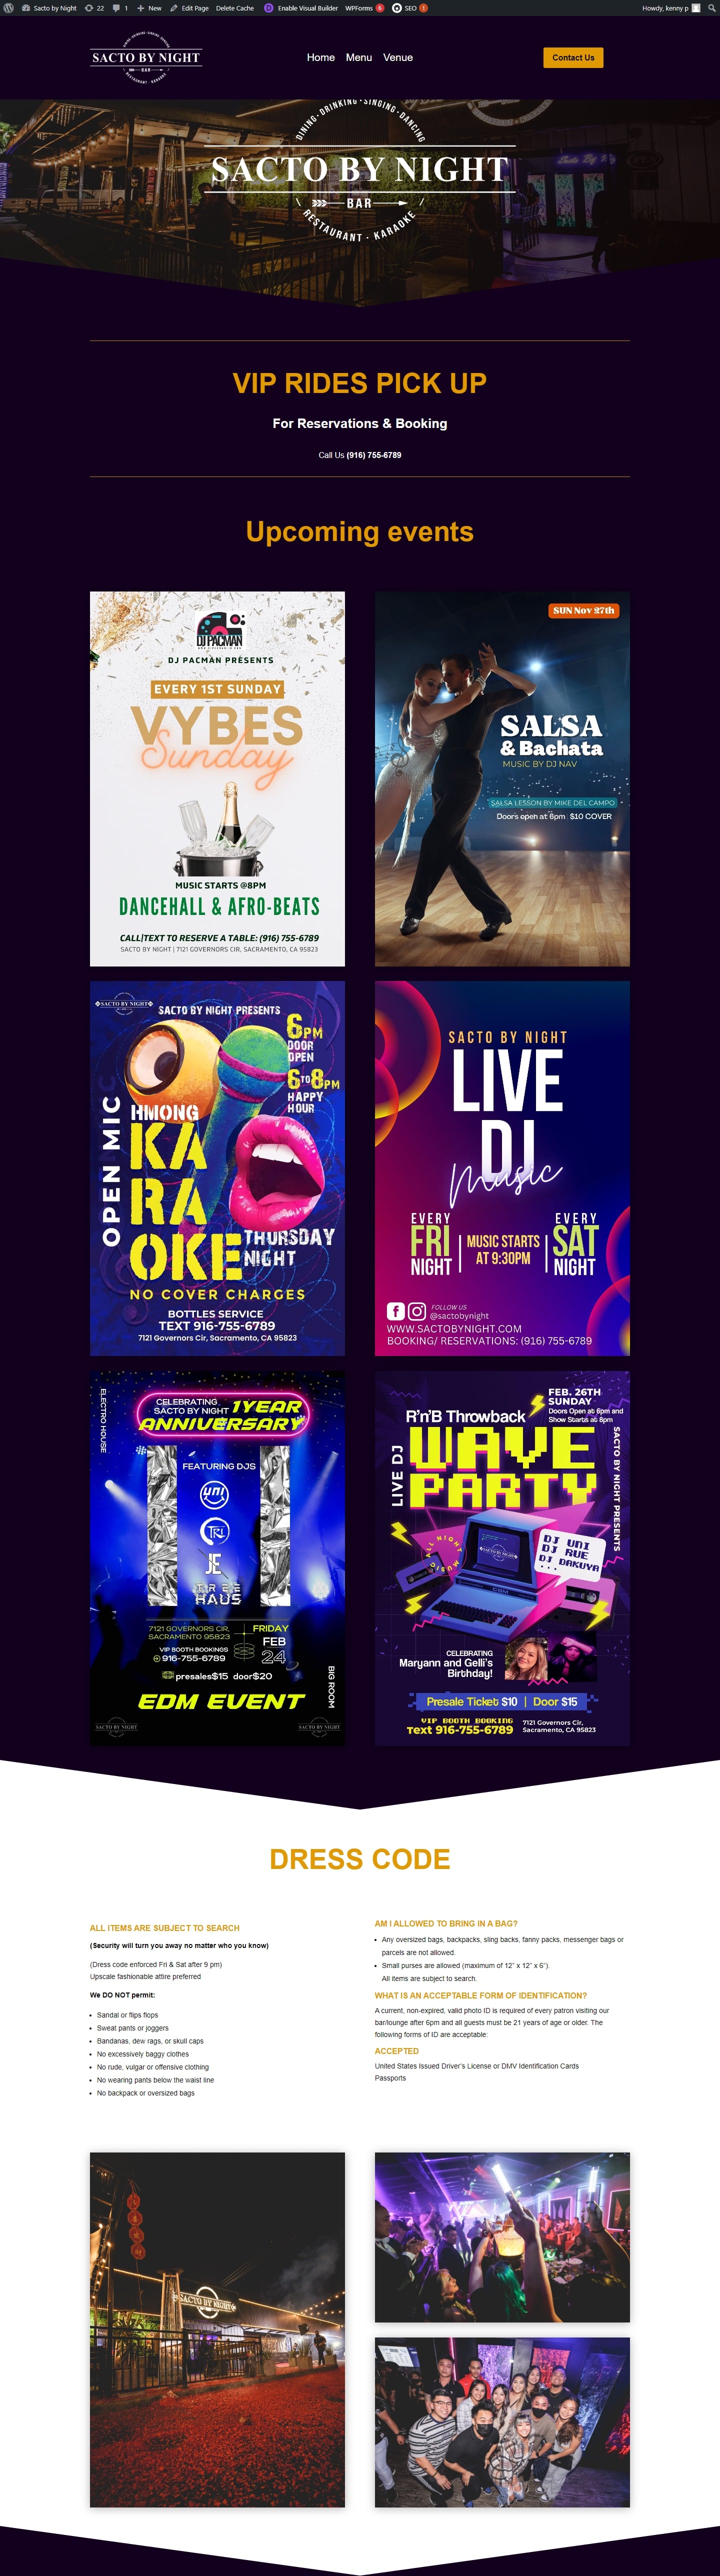 Sacto by Night 22 1 New Edit Page Delete Cache Enable Visual Builder WPForms 6 SEO 1 Howdy, kenny p
DINING · DRINKING · SINGING · DANCING
SACTO BY NIGHT
BAR
RESTAURANT · KARAOKE
Home Menu Venue
Contact Us
DINING · DRINKING · SINGING · DANCING
SACTO BY NIGHT
BAR
RESTAURANT · KARAOKE
VIP RIDES PICK UP
For Reservations & Booking
Call Us (916) 755-6789
Upcoming events
DJ PACMAN
DJ PACMAN PRESENTS
EVERY 1ST SUNDAY
VYBES
Sunday
MUSIC STARTS @8PM
DANCEHALL & AFRO-BEATS
CALL|TEXT TO RESERVE A TABLE: (916) 755-6789
SACTO BY NIGHT | 7121 GOVERNORS CIR, SACRAMENTO, CA 95823
SUN Nov 27th
SALSA
& Bachata
MUSIC BY DJ NAV
SALSA LESSON BY MIKE DEL CAMPO
Doors open at 6pm $10 COVER
SACTO BY NIGHT
SACTO BY NIGHT PRESENTS
6PM
DOOR
OPEN
6TO8PM
HAPPY
HOUR
OPEN MIC
HMONG
KA
RA
OKE
THURSDAY
NIGHT
NO COVER CHARGES
BOTTLES SERVICE
TEXT 916-755-6789
7121 Governors Cir, Sacramento, CA 95823
SACTO BY NIGHT
LIVE
DJ
Music
EVERY
FRI
NIGHT
MUSIC STARTS
AT 9:30PM
EVERY
SAT
NIGHT
FOLLOW US
@sactobynight
WWW.SACTOBYNIGHT.COM
BOOKING/ RESERVATIONS: (916) 755-6789
ELECTRO HOUSE
CELEBRATING
SACTO BY NIGHT
1YEAR
ANNIVERSARY
FEATURING DJS
UNI
TRL
JE
TREE
HAUS
7121 GOVERNORS CIR,
SACRAMENTO 95823
VIP BOOTH BOOKINGS
916-755-6789
FRIDAY
FEB
24
presales$15 door$20
EDM EVENT
BIG ROOM
SACTO BY NIGHT
SACTO BY NIGHT
FEB. 26TH
SUNDAY
Doors Open at 6pm and
Show Starts at 8pm
R'n'B Throwback
WAVE
PARTY
LIVE DJ
SACTO BY NIGHT PRESENTS
ALL NIGHT MUSIC
SACTO BY NIGHT
DJ UNI
DJ RUE
DJ BAKUYA
CELEBRATING
Maryann and Gelli's
Birthday!
Presale Ticket $10 | Door $15
VIP BOOTH BOOKING
Text 916-755-6789
7121 Governors Cir,
Sacramento, CA 95823
DRESS CODE
ALL ITEMS ARE SUBJECT TO SEARCH
(Security will turn you away no matter who you know)
(Dress code enforced Fri & Sat after 9 pm)
Upscale fashionable attire preferred
We DO NOT permit:
Sandal or flips flops
Sweat pants or joggers
Bandanas, dew rags, or skull caps
No excessively baggy clothes
No rude, vulgar or offensive clothing
No wearing pants below the waist line
No backpack or oversized bags
AM I ALLOWED TO BRING IN A BAG?
Any oversized bags, backpacks, sling backs, fanny packs, messenger bags or
parcels are not allowed.
Small purses are allowed (maximum of 12" x 12" x 6").
All items are subject to search.
WHAT IS AN ACCEPTABLE FORM OF IDENTIFICATION?
A current, non-expired, valid photo ID is required of every patron visiting our
bar/lounge after 6pm and all guests must be 21 years of age or older. The
following forms of ID are acceptable:
ACCEPTED
United States Issued Driver's License or DMV Identification Cards
Passports
SACTO BY NIGHT